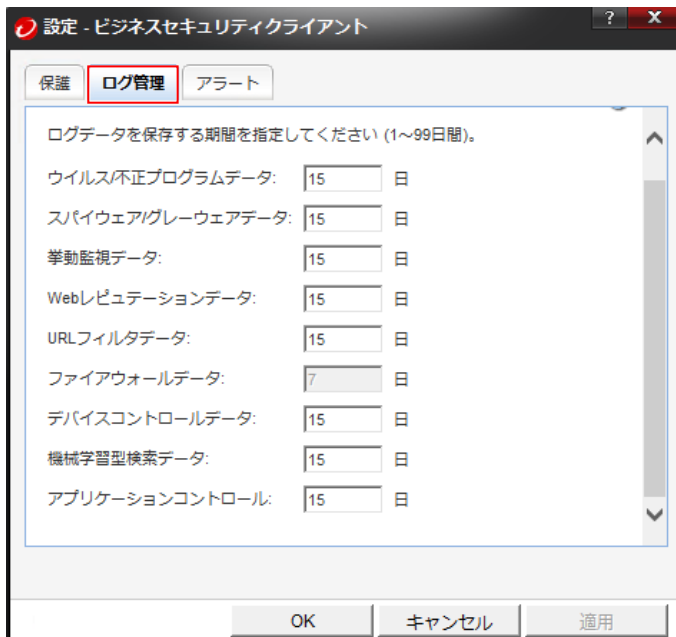 設定 - ビジネスセキュリティクライアント ? X
保護 ログ管理 アラート
ログデータを保存する期間を指定してください (1～99日間)。
ウイルス/不正プログラムデータ: 15 日
スパイウェア/グレーウェアデータ: 15 日
挙動監視データ: 15 日
Webレピュテーションデータ: 15 日
URLフィルタデータ: 15 日
ファイアウォールデータ: 7 日
デバイスコントロールデータ: 15 日
機械学習型検索データ: 15 日
アプリケーションコントロール: 15 日
OK キャンセル 適用